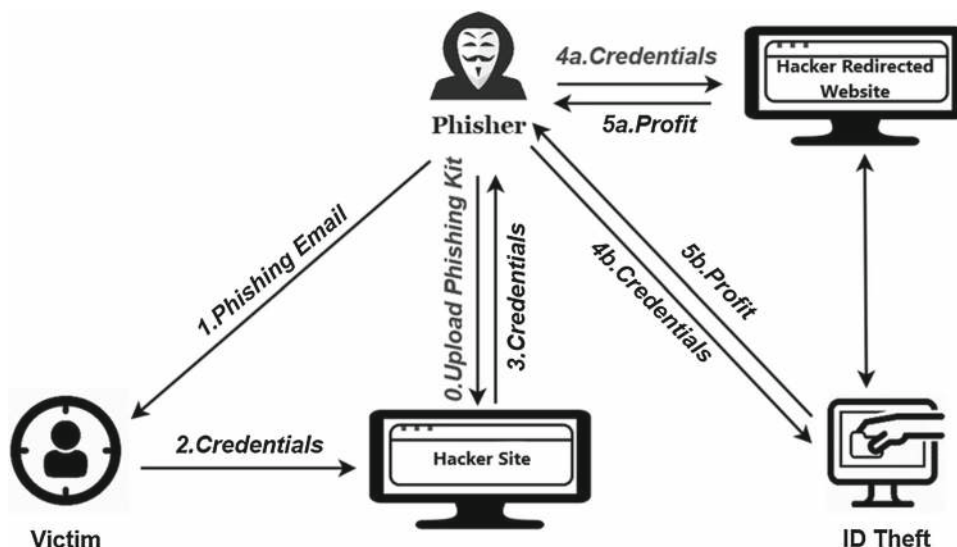 4a.Credentials
Hacker Redirected
Website
5a.Profit
Phisher
1.Phishing Email
0.Upload Phishing Kit
3.Credentials
4b.Credentials
5b.Profit
2.Credentials
Hacker Site
Victim
ID Theft